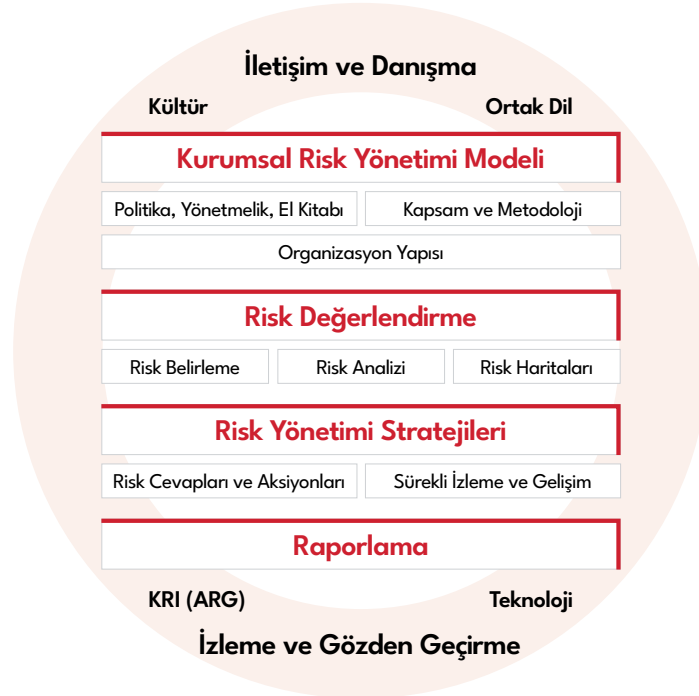 İletişim ve Danışma
Kültür
Ortak Dil
Kurumsal Risk Yönetimi Modeli
Politika, Yönetmelik, El Kitabı
Kapsam ve Metodoloji
Organizasyon Yapısı
Risk Değerlendirme
Risk Belirleme
Risk Analizi
Risk Haritaları
Risk Yönetimi Stratejileri
Risk Cevapları ve Aksiyonları
Sürekli İzleme ve Gelişim
Raporlama
KRI (ARG)
Teknoloji
İzleme ve Gözden Geçirme